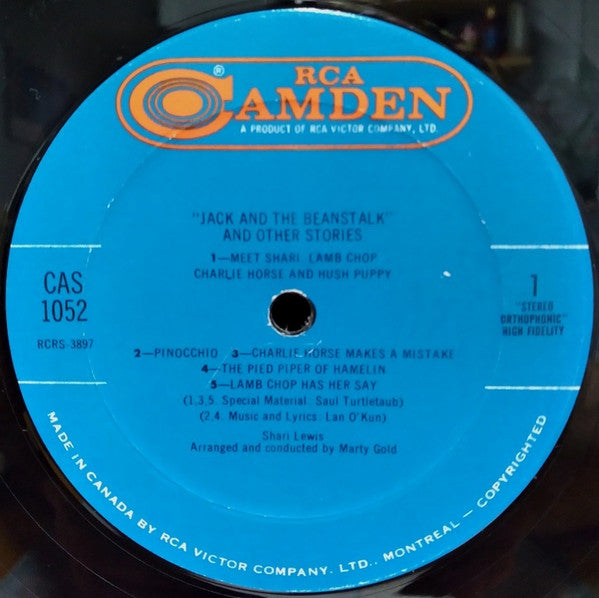 RCA
CAMDEN
®
A PRODUCT OF RCA VICTOR COMPANY, LTD.
"JACK AND THE BEANSTALK"
AND OTHER STORIES
1—MEET SHARI LAMB CHOP
CHARLIE HORSE AND HUSH PUPPY
CAS
1052
RCRS-3897
1
"STEREO
ORTHOPHONIC"
HIGH FIDELITY
2—PINOCCHIO 3—CHARLIE HORSE MAKES A MISTAKE
4—THE PIED PIPER OF HAMELIN
5—LAMB CHOP HAS HER SAY
(1,3,5. Special Material: Saul Turtletaub)
(2,4: Music and Lyrics: Lan O'Kun)
Shari Lewis
Arranged and conducted by Marty Gold
MADE IN CANADA BY RCA VICTOR COMPANY. LTD., MONTREAL — COPYRIGHTED